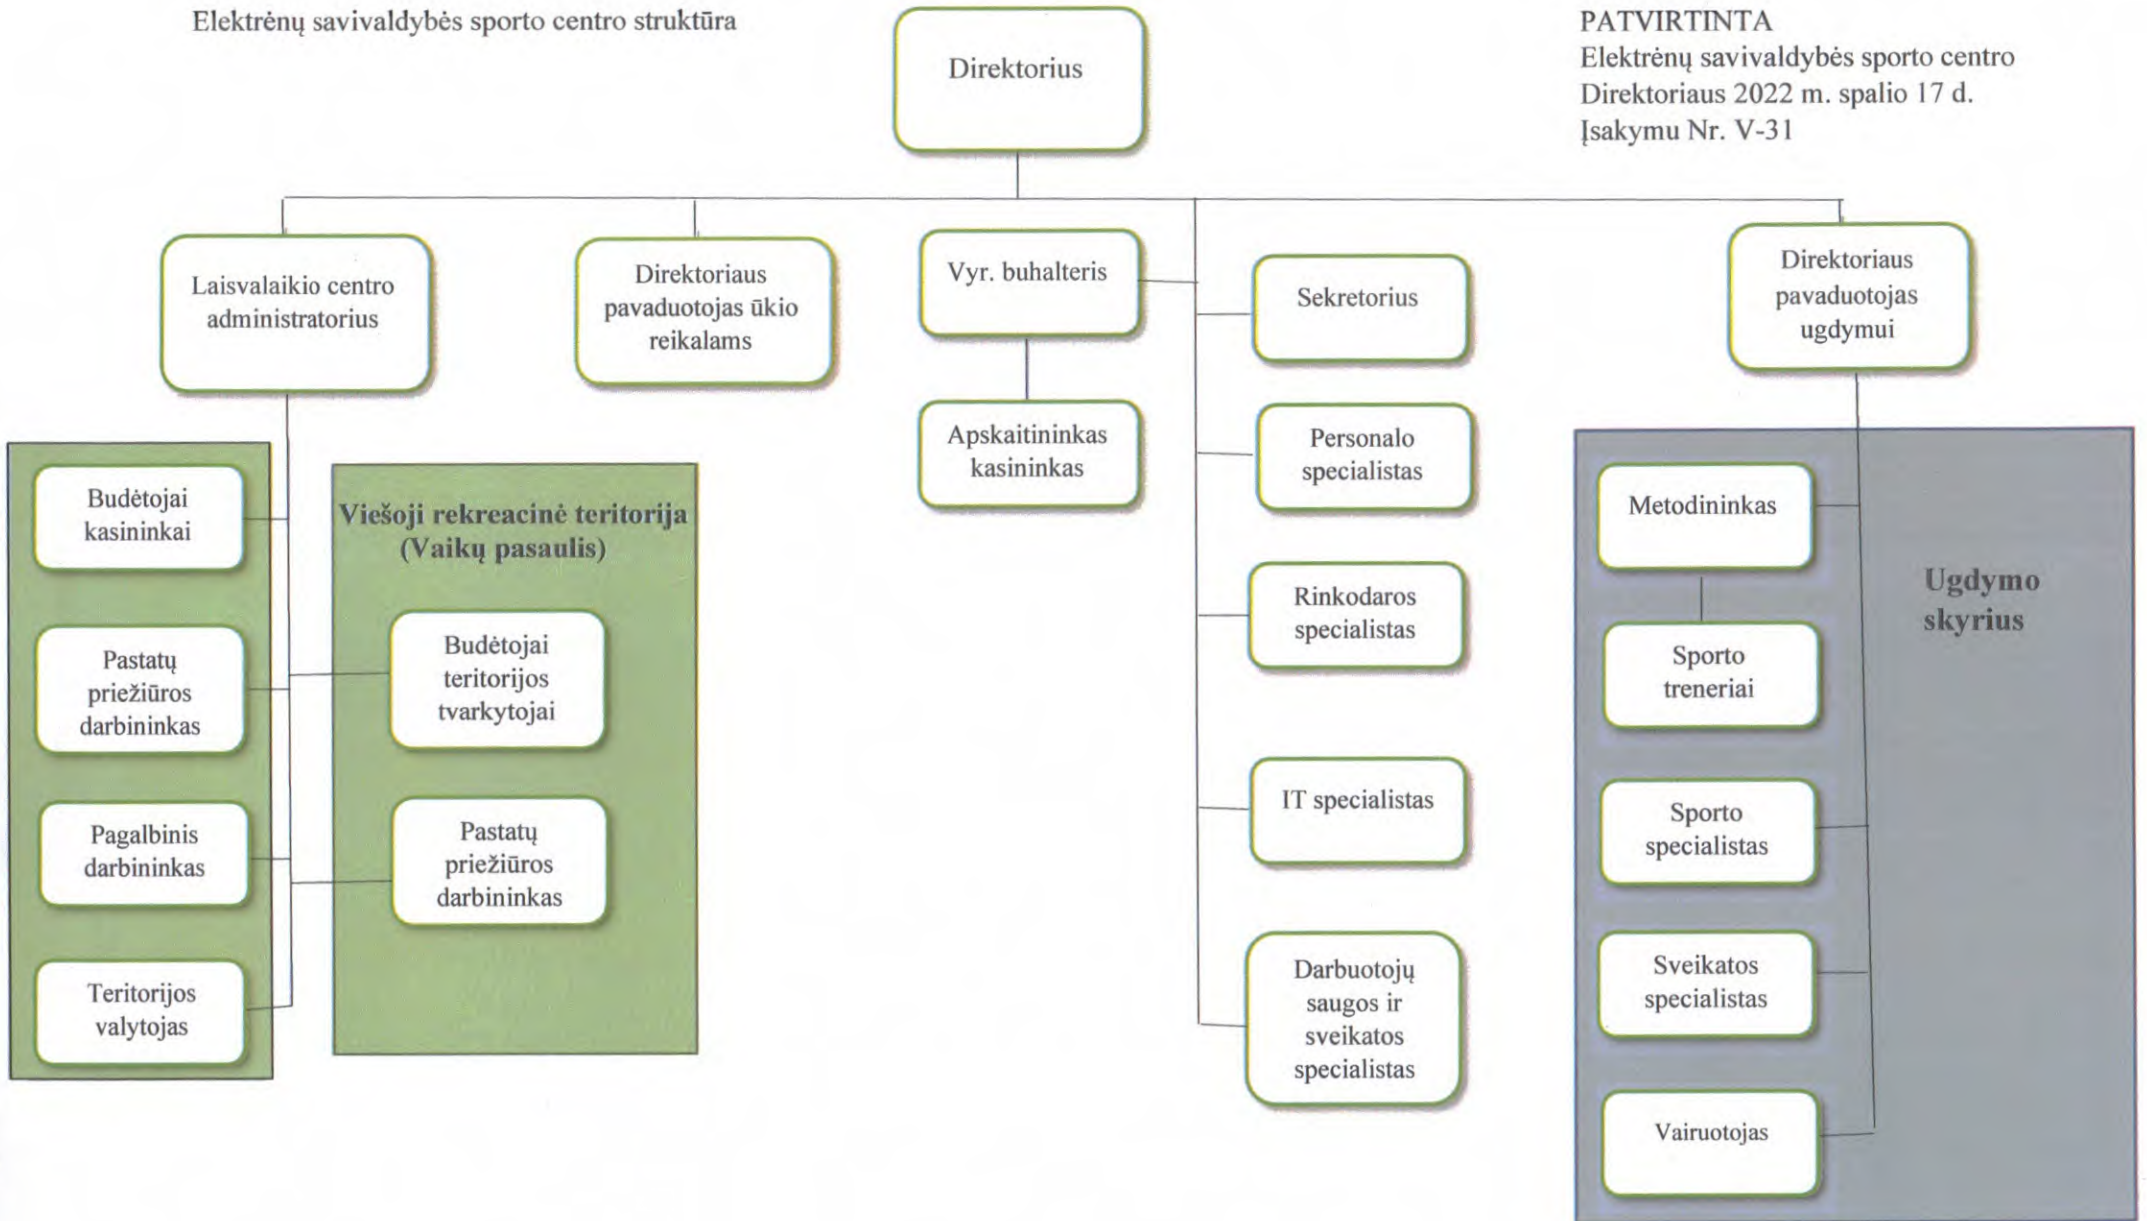 Elektrėnų savivaldybės sporto centro struktūra
PATVIRTINTA
Elektrėnų savivaldybės sporto centro
Direktoriaus 2022 m. spalio 17 d.
Įsakymu Nr. V-31
Direktorius
Laisvalaikio centro
administratorius
Direktoriaus
pavaduotojas ūkio
reikalams
Vyr. buhalteris
Sekretorius
Direktoriaus
pavaduotojas
ugdymui
Apskaitininkas
kasininkas
Personalo
specialistas
Rinkodaros
specialistas
IT specialistas
Darbuotojų
saugos ir
sveikatos
specialistas
Budėtojai
kasininkai
Pastatų
priežiūros
darbininkas
Pagalbinis
darbininkas
Teritorijos
valytojas
Viešoji rekreacinė teritorija
(Vaikų pasaulis)
Budėtojai
teritorijos
tvarkytojai
Pastatų
priežiūros
darbininkas
Ugdymo
skyrius
Metodininkas
Sporto
treneriai
Sporto
specialistas
Sveikatos
specialistas
Vairuotojas